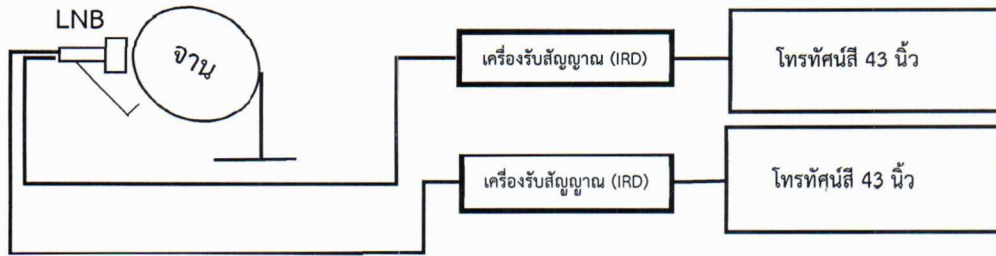 LNB
จาน
เครื่องรับสัญญาณ (IRD)
โทรทัศน์สี 43 นิ้ว
เครื่องรับสัญญาณ (IRD)
โทรทัศน์สี 43 นิ้ว